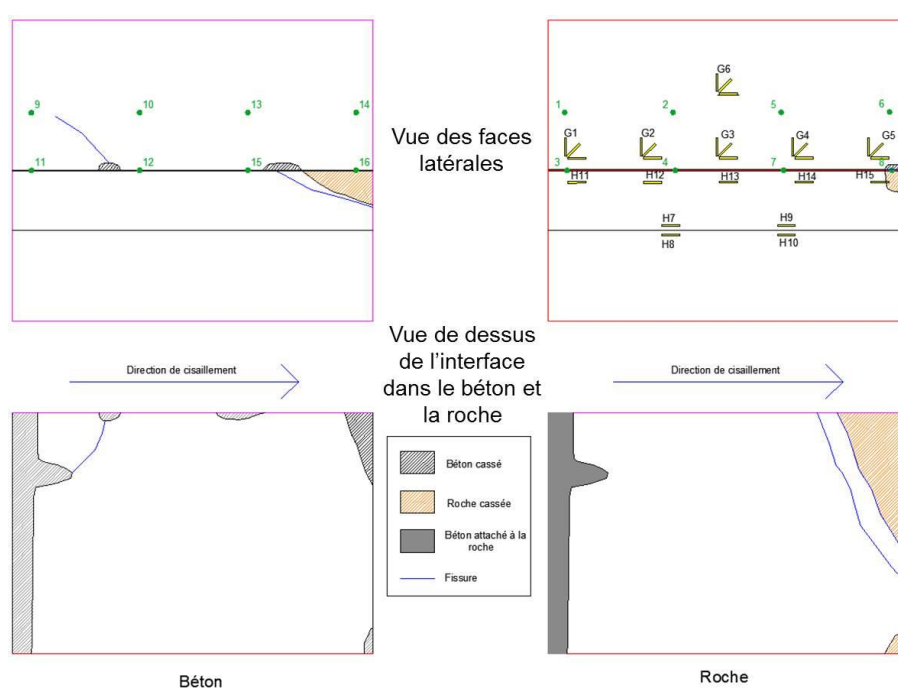 9
10
13
14
11
12
15
16
Vue des faces
latérales
G6
1
2
5
6
G1
G2
G3
G4
G5
3
4
7
8
H11
H12
H13
H14
H15
H7
H9
H8
H10
Vue de dessus
de l'interface
dans le béton et
la roche
Direction de cisaillement
Direction de cisaillement
Béton cassé
Roche cassée
Béton attaché à la
roche
Fissure
Béton
Roche